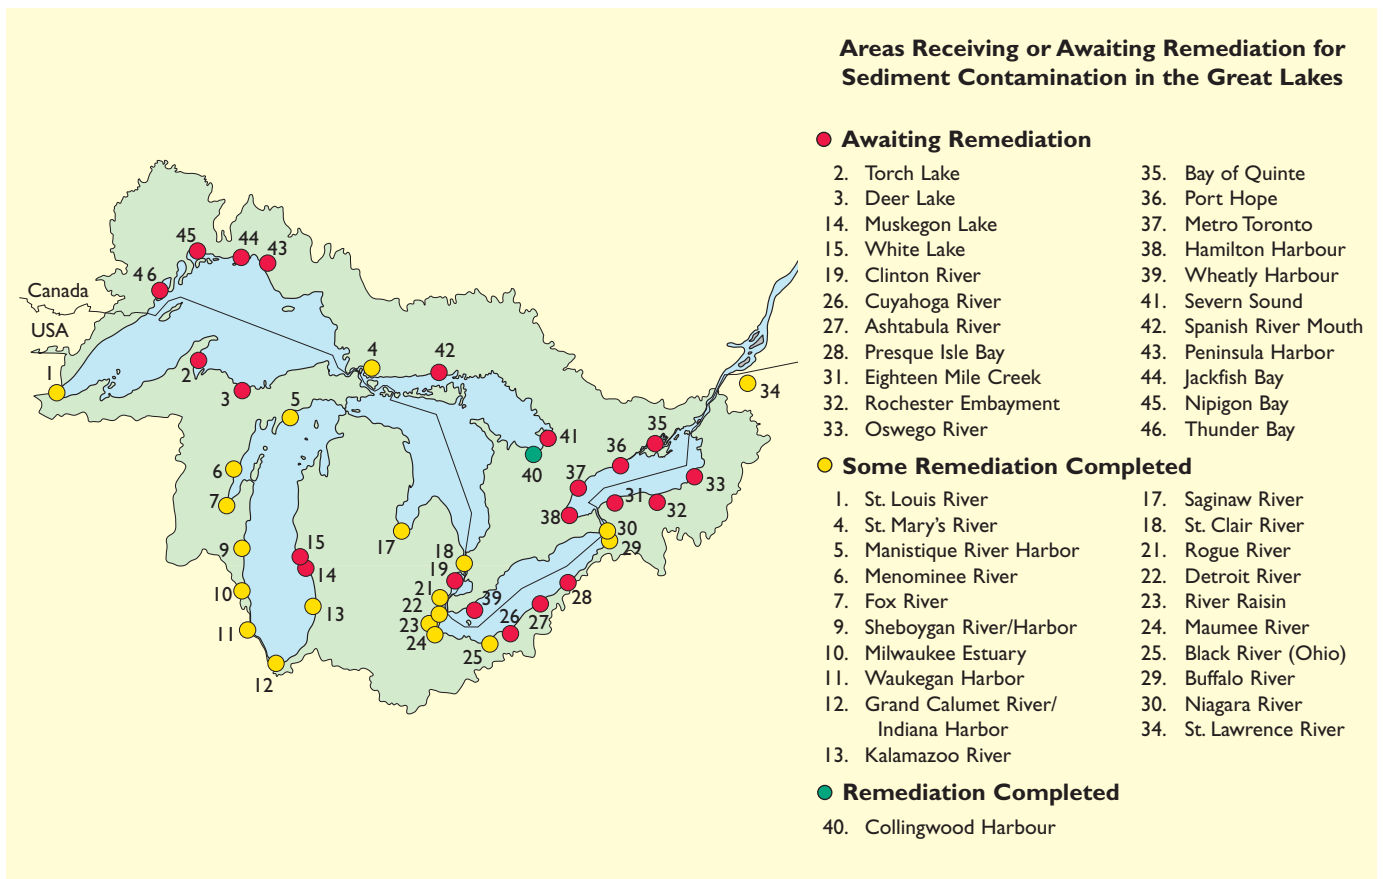 Areas Receiving or Awaiting Remediation for
Sediment Contamination in the Great Lakes
Awaiting Remediation
2. Torch Lake
3. Deer Lake
14. Muskegon Lake
15. White Lake
19. Clinton River
26. Cuyahoga River
27. Ashtabula River
28. Presque Isle Bay
31. Eighteen Mile Creek
32. Rochester Embayment
33. Oswego River
35. Bay of Quinte
36. Port Hope
37. Metro Toronto
38. Hamilton Harbour
39. Wheatly Harbour
41. Severn Sound
42. Spanish River Mouth
43. Peninsula Harbor
44. Jackfish Bay
45. Nipigon Bay
46. Thunder Bay
Some Remediation Completed
1. St. Louis River
4. St. Mary's River
5. Manistique River Harbor
6. Menominee River
7. Fox River
9. Sheboygan River/Harbor
10. Milwaukee Estuary
11. Waukegan Harbor
12. Grand Calumet River/
Indiana Harbor
13. Kalamazoo River
17. Saginaw River
18. St. Clair River
21. Rogue River
22. Detroit River
23. River Raisin
24. Maumee River
25. Black River (Ohio)
29. Buffalo River
30. Niagara River
34. St. Lawrence River
Remediation Completed
40. Collingwood Harbour
Canada
USA
45
44
43
46
1
2
3
4
42
5
34
6
7
41
40
35
36
37
33
38
31
32
17
30
29
9
18
15
14
19
10
21
28
13
22
39
27
11
23
26
24
25
12